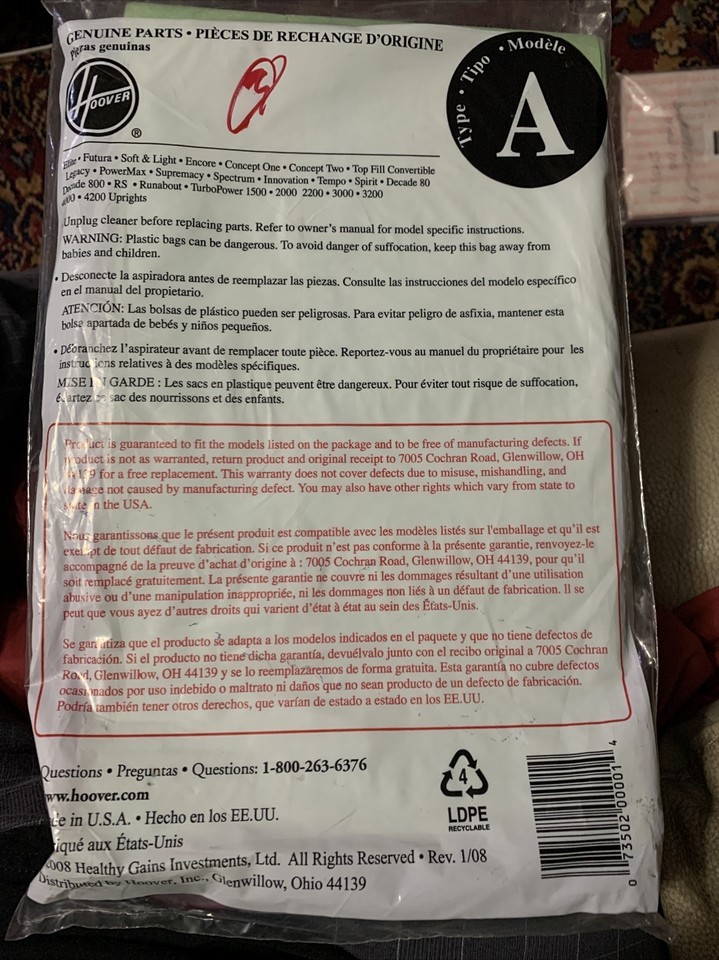 GENUINE PARTS • PIÈCES DE RECHANGE D'ORIGINE
Piezas genuinas
HOOVER
®
Type • Tipo • Modèle
A
Elite • Futura • Soft & Light • Encore • Concept One • Concept Two • Top Fill Convertible
Legacy • PowerMax • Supremacy • Spectrum • Innovation • Tempo • Spirit • Decade 80
Decade 800 • RS • Runabout • TurboPower 1500 • 2000 2200 • 3000 • 3200
4000 • 4200 Uprights
Unplug cleaner before replacing parts. Refer to owner's manual for model specific instructions.
WARNING: Plastic bags can be dangerous. To avoid danger of suffocation, keep this bag away from
babies and children.
• Desconecte la aspiradora antes de reemplazar las piezas. Consulte las instrucciones del modelo específico
en el manual del propietario.
ATENCIÓN: Las bolsas de plástico pueden ser peligrosas. Para evitar peligro de asfixia, mantener esta
bolsa apartada de bebés y niños pequeños.
• Débranchez l'aspirateur avant de remplacer toute pièce. Reportez-vous au manuel du propriétaire pour les
instructions relatives à des modèles spécifiques.
MISE EN GARDE : Les sacs en plastique peuvent être dangereux. Pour éviter tout risque de suffocation,
écartez ce sac des nourrissons et des enfants.
Product is guaranteed to fit the models listed on the package and to be free of manufacturing defects. If
product is not as warranted, return product and original receipt to 7005 Cochran Road, Glenwillow, OH
44139 for a free replacement. This warranty does not cover defects due to misuse, mishandling, and
damage not caused by manufacturing defect. You may also have other rights which vary from state to
state in the USA.
Nous garantissons que le présent produit est compatible avec les modèles listés sur l'emballage et qu'il est
exempt de tout défaut de fabrication. Si ce produit n'est pas conforme à la présente garantie, renvoyez-le
accompagné de la preuve d'achat d'origine à : 7005 Cochran Road, Glenwillow, OH 44139, pour qu'il
soit remplacé gratuitement. La présente garantie ne couvre ni les dommages résultant d'une utilisation
abusive ou d'une manipulation inappropriée, ni les dommages non liés à un défaut de fabrication. Il se
peut que vous ayez d'autres droits qui varient d'état à état au sein des États-Unis.
Se garantiza que el producto se adapta a los modelos indicados en el paquete y que no tiene defectos de
fabricación. Si el producto no tiene dicha garantía, devuélvalo junto con el recibo original a 7005 Cochran
Road, Glenwillow, OH 44139 y se lo reemplazaremos de forma gratuita. Esta garantía no cubre defectos
ocasionados por uso indebido o maltrato ni daños que no sean producto de un defecto de fabricación.
Podría también tener otros derechos, que varían de estado a estado en los EE.UU.
Questions • Preguntas • Questions: 1-800-263-6376
www.hoover.com
Made in U.S.A. • Hecho en los EE.UU.
iqué aux États-Unis
2008 Healthy Gains Investments, Ltd. All Rights Reserved • Rev. 1/08
Distributed by Hoover, Inc., Glenwillow, Ohio 44139
4
LDPE
RECYCLABLE
0 73502 00001 4